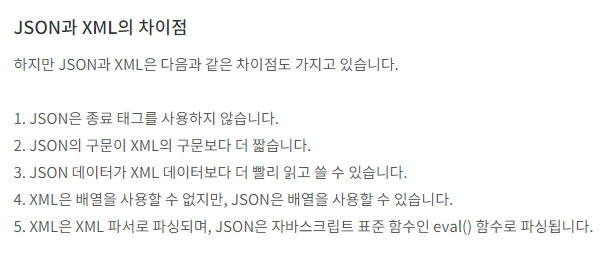 JSON과 XML의 차이점
하지만 JSON과 XML은 다음과 같은 차이점도 가지고 있습니다.
1. JSON은 종료 태그를 사용하지 않습니다.
2. JSON의 구문이 XML의 구문보다 더 짧습니다.
3. JSON 데이터가 XML 데이터보다 더 빨리 읽고 쓸 수 있습니다.
4. XML은 배열을 사용할 수 없지만, JSON은 배열을 사용할 수 있습니다.
5. XML은 XML 파서로 파싱되며, JSON은 자바스크립트 표준 함수인 eval() 함수로 파싱됩니다.